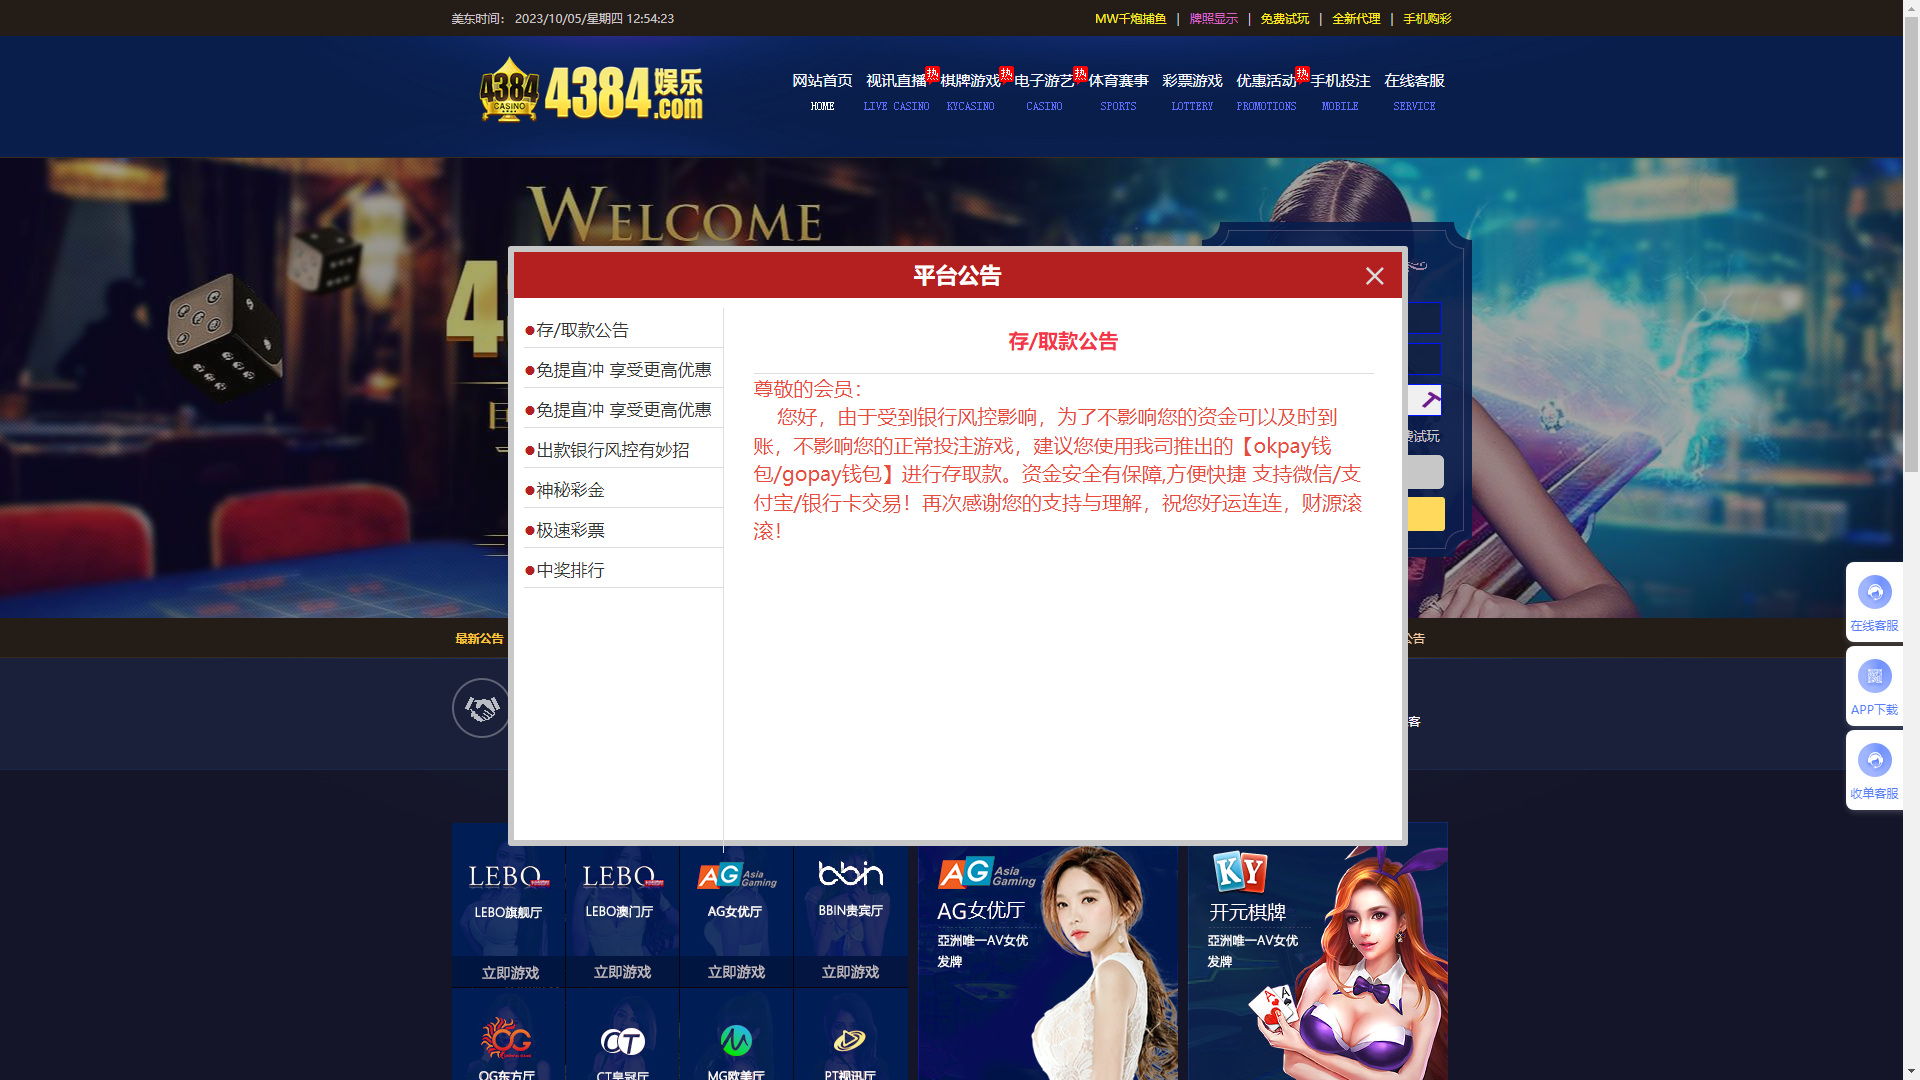 美东时间： 2023/10/05/星期四 12:54:23
MW千炮捕鱼 | 牌照显示 | 免费试玩 | 全新代理 | 手机购彩
4384
CASINO
4384娱乐
.com
网站首页 视讯直播 热 棋牌游戏 热 电子游艺 热 体育赛事 彩票游戏 优惠活动 热 手机投注 在线客服
HOME LIVE CASINO KYCASINO CASINO SPORTS LOTTERY PROMOTIONS MOBILE SERVICE
WELCOME
平台公告
存/取款公告
免提直冲 享受更高优惠
免提直冲 享受更高优惠
出款银行风控有妙招
神秘彩金
极速彩票
中奖排行
存/取款公告
尊敬的会员：
您好，由于受到银行风控影响，为了不影响您的资金可以及时到
账，不影响您的正常投注游戏，建议您使用我司推出的【okpay钱
包/gopay钱包】进行存取款。资金安全有保障,方便快捷 支持微信/支
付宝/银行卡交易！再次感谢您的支持与理解，祝您好运连连，财源滚
滚！
试玩
最新公告
公告
客
在线客服
APP下载
收单客服
LEBO
LEBO旗舰厅
立即游戏
LEBO
LEBO澳门厅
立即游戏
AG Asia Gaming
AG女优厅
立即游戏
bbin
BBIN贵宾厅
立即游戏
OG
OG东方厅
CT
CT皇冠厅
MG欧美厅
PT视讯厅
AG Asia Gaming
AG女优厅
亞洲唯一AV女优
发牌
KY
开元棋牌
亞洲唯一AV女优
发牌